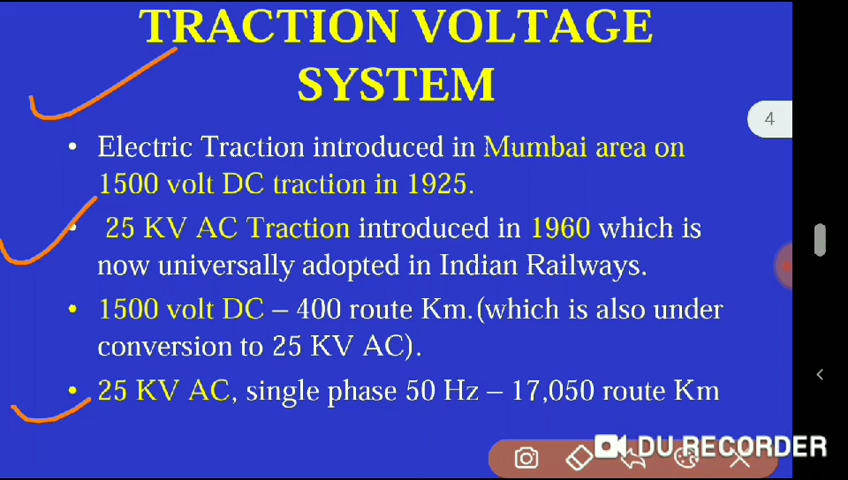 TRACTION VOLTAGE
SYSTEM
4
• Electric Traction introduced in Mumbai area on
1500 volt DC traction in 1925.
• 25 KV AC Traction introduced in 1960 which is
now universally adopted in Indian Railways.
• 1500 volt DC – 400 route Km.(which is also under
conversion to 25 KV AC).
• 25 KV AC, single phase 50 Hz – 17,050 route Km
DU RECORDER